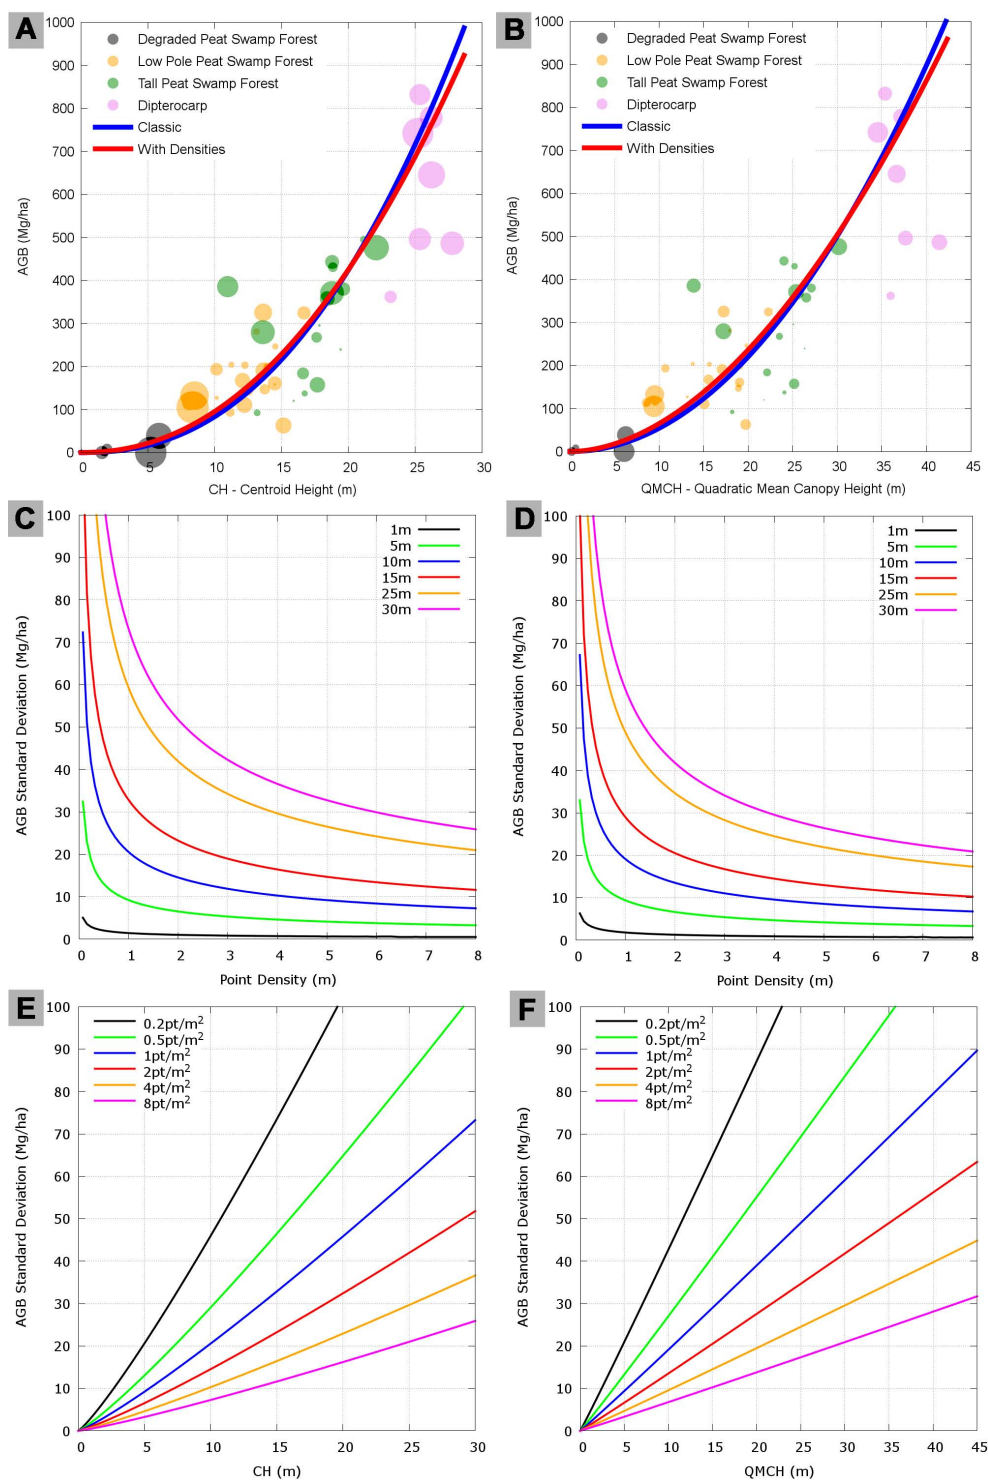 A
1000
900
800
700
600
500
400
300
200
100
0
AGB (Mg/ha)
Degraded Peat Swamp Forest
Low Pole Peat Swamp Forest
Tall Peat Swamp Forest
Dipterocarp
Classic
With Densities
0 5 10 15 20 25 30
CH - Centroid Height (m)
B
1000
900
800
700
600
500
400
300
200
100
0
AGB (Mg/ha)
Degraded Peat Swamp Forest
Low Pole Peat Swamp Forest
Tall Peat Swamp Forest
Dipterocarp
Classic
With Densities
0 5 10 15 20 25 30 35 40 45
QMCH - Quadratic Mean Canopy Height (m)
C
100
90
80
70
60
50
40
30
20
10
0
AGB Standard Deviation (Mg/ha)
1m
5m
10m
15m
25m
30m
0 1 2 3 4 5 6 7 8
Point Density (m)
D
100
90
80
70
60
50
40
30
20
10
0
AGB Standard Deviation (Mg/ha)
1m
5m
10m
15m
25m
30m
0 1 2 3 4 5 6 7 8
Point Density (m)
E
100
90
80
70
60
50
40
30
20
10
0
AGB Standard Deviation (Mg/ha)
0.2pt/m²
0.5pt/m²
1pt/m²
2pt/m²
4pt/m²
8pt/m²
0 5 10 15 20 25 30
CH (m)
F
100
90
80
70
60
50
40
30
20
10
0
AGB Standard Deviation (Mg/ha)
0.2pt/m²
0.5pt/m²
1pt/m²
2pt/m²
4pt/m²
8pt/m²
0 5 10 15 20 25 30 35 40 45
QMCH (m)